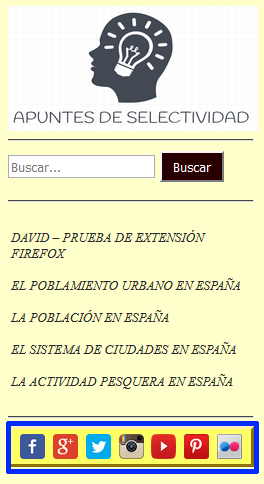 APUNTES DE SELECTIVIDAD
Buscar... Buscar
DAVID – PRUEBA DE EXTENSIÓN
FIREFOX
EL POBLAMIENTO URBANO EN ESPAÑA
LA POBLACIÓN EN ESPAÑA
EL SISTEMA DE CIUDADES EN ESPAÑA
LA ACTIVIDAD PESQUERA EN ESPAÑA